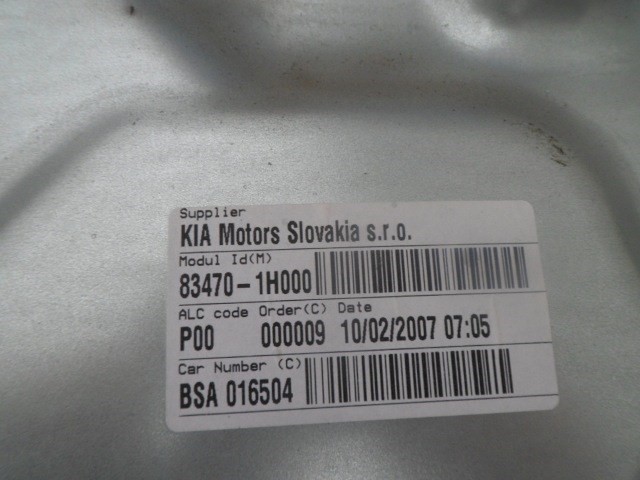 Supplier
KIA Motors Slovakia s.r.o.
Modul Id(M)
83470-1H000
ALC code Order(C) Date
P00 000009 10/02/2007 07:05
Car Number (C)
BSA 016504